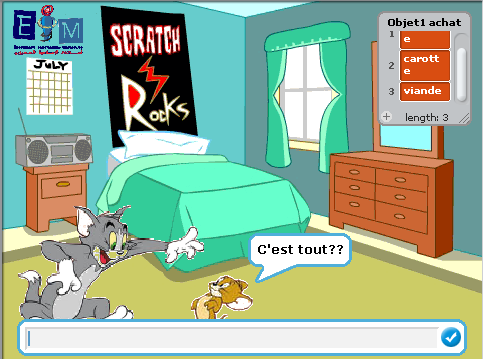 E M
SCRATCH
Rocks
JULY
Objet1 achat
1 e
2 carott
e
3 viande
+ length: 3
C'est tout??